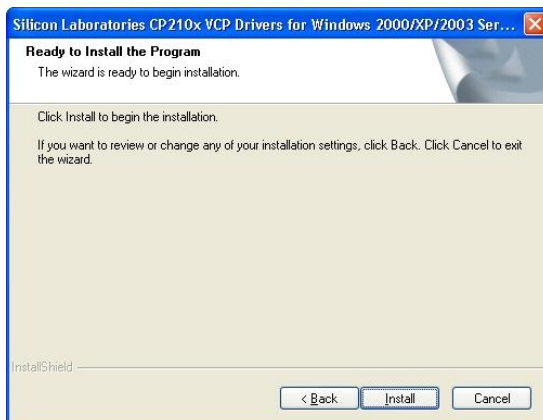 Silicon Laboratories CP210x VCP Drivers for Windows 2000/XP/2003 Ser...
Ready to Install the Program
The wizard is ready to begin installation.
Click Install to begin the installation.
If you want to review or change any of your installation settings, click Back. Click Cancel to exit
the wizard.
InstallShield
< Back Install Cancel